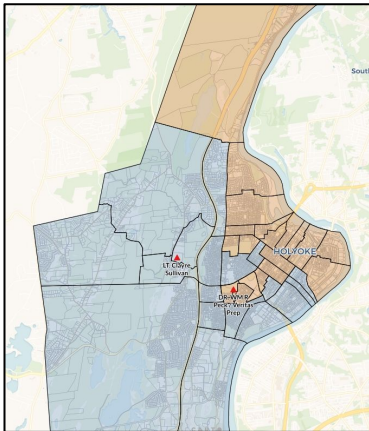 South
HOLYOKE
LT Clayre
Sullivan
DR. WM R
Peck? Veritas
Prep